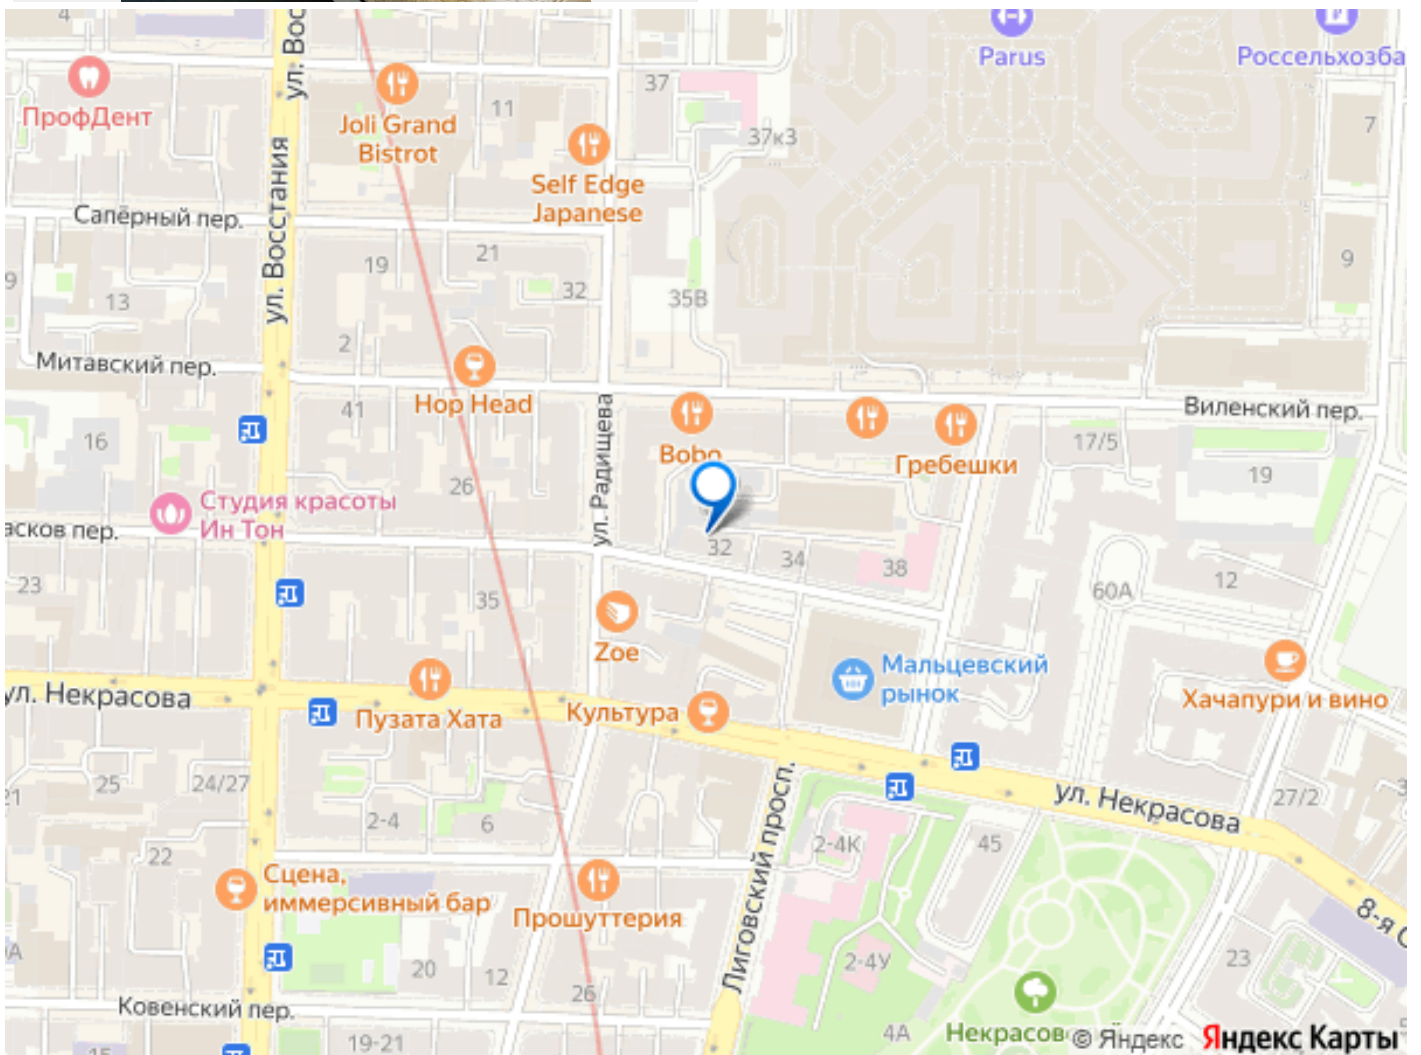 4
ул. Вос
Parus
Россельхозба
ПрофДент
37
11
Joli Grand
Bistrot
37к3
7
Self Edge
Japanese
ул. Восстания
Сапёрный пер.
19
21
9
9
13
32
35В
2
Митавский пер.
Hop Head
41
ул. Радищева
Bobo
Гребешки
Виленский пер.
17/5
16
19
26
Студия красоты
Ин Тон
асков пер.
32
34
38
23
35
60А
12
Zoe
Мальцевский
рынок
Хачапури и вино
ул. Некрасова
Пузата Хата
Культура
25
24/27
21
2-4
6
ул. Некрасова
27/2
22
Лиговский просп.
2-4К
45
Сцена,
иммерсивный бар
Прошуттерия
8-я С
2-4У
20
12
26
23
Ковенский пер.
4А
Некрасов
© Яндекс
Яндекс Карты
19-21
15